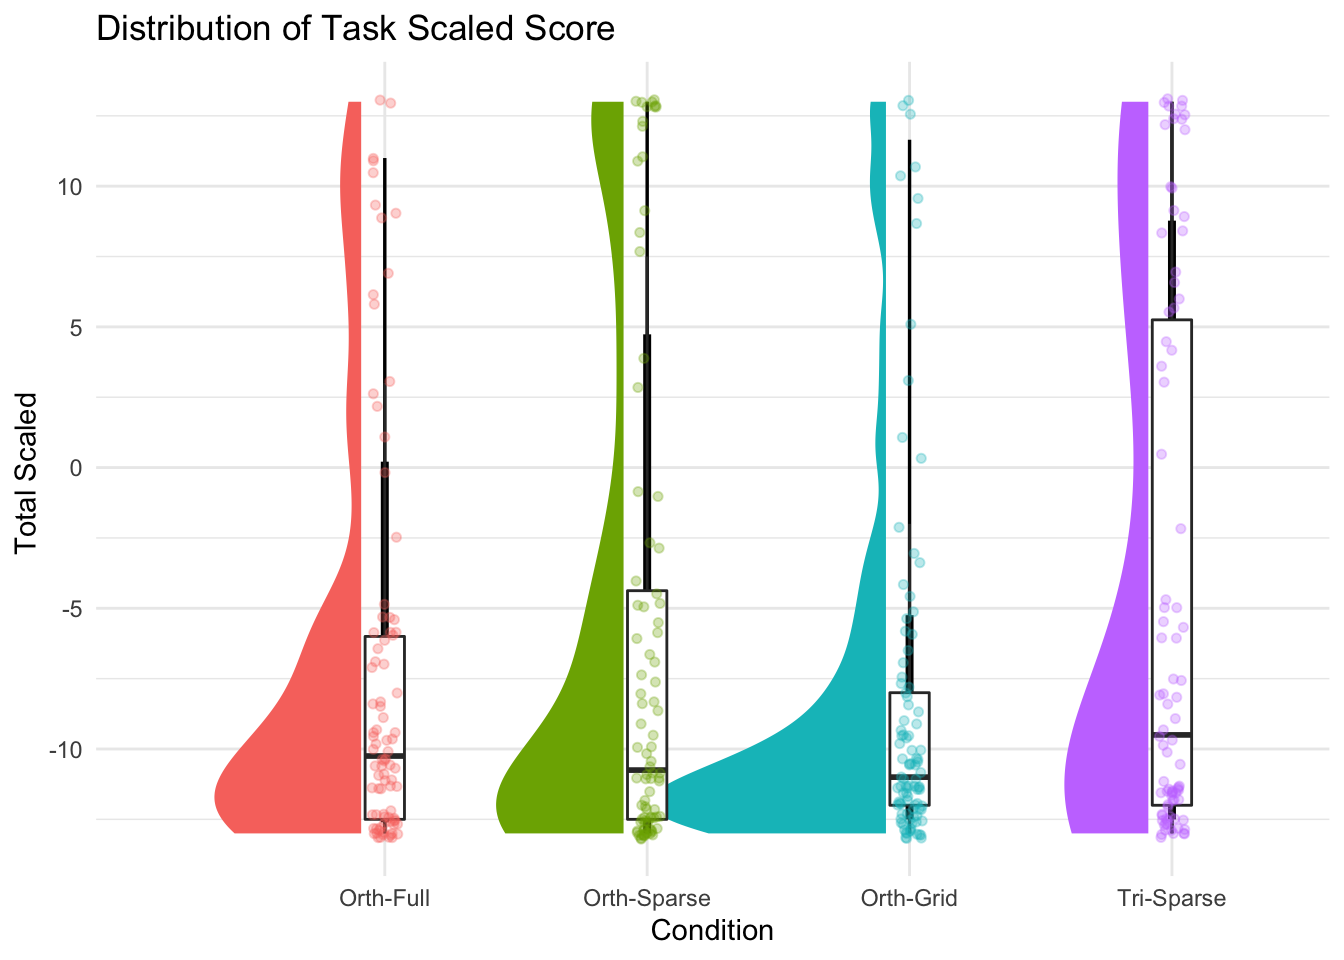 Distribution of Task Scaled Score
Total Scaled
10
5
0
-5
-10
Orth-Full
Orth-Sparse
Orth-Grid
Tri-Sparse
Condition